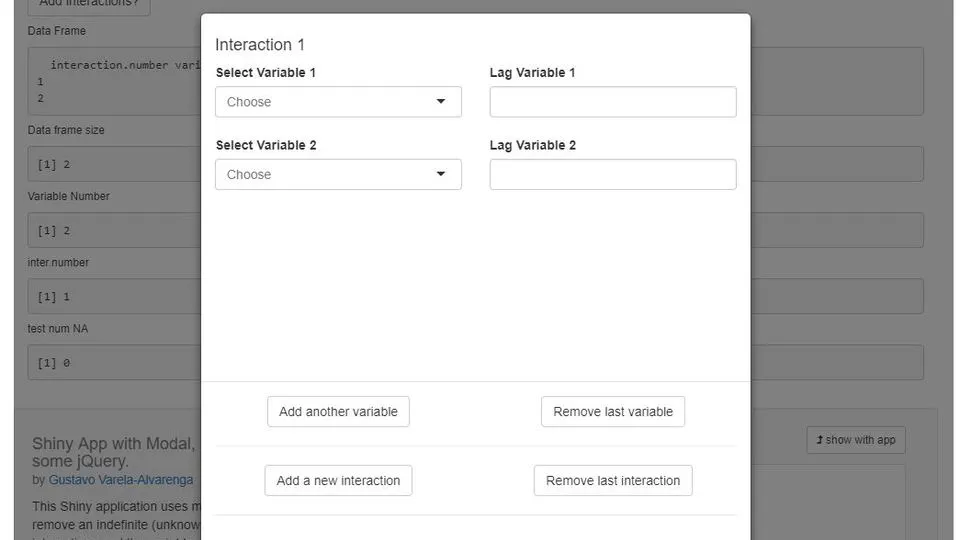 Add interactions?
Data Frame
interaction.number vari
1
2
Data frame size
[1] 2
Variable Number
[1] 2
inter.number
[1] 1
test num NA
[1] 0
Interaction 1
Select Variable 1 Lag Variable 1
Choose
Select Variable 2 Lag Variable 2
Choose
Add another variable Remove last variable
Add a new interaction Remove last interaction
Shiny App with Modal,
some jQuery.
by Gustavo Varela-Alvarenga
show with app
This Shiny application uses m
remove an indefinite (unknow